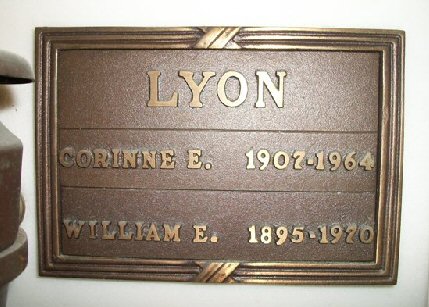 LYON
CORINNE E. 1907-1964
WILLIAM E. 1895-1970